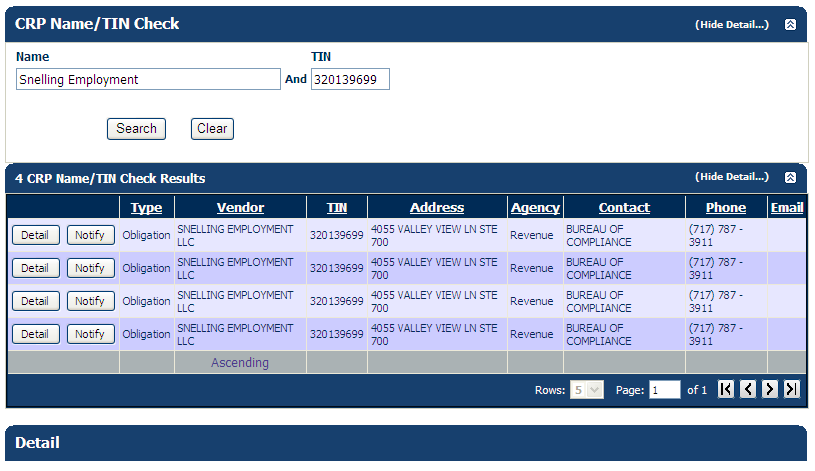 CRP Name/TIN Check (Hide Detail...)
Name TIN
Snelling Employment And 320139699
Search Clear
4 CRP Name/TIN Check Results (Hide Detail...)
Type Vendor TIN Address Agency Contact Phone Email
Detail Notify Obligation SNELLING EMPLOYMENT LLC 320139699 4055 VALLEY VIEW LN STE 700 Revenue BUREAU OF COMPLIANCE (717) 787 - 3911
Detail Notify Obligation SNELLING EMPLOYMENT LLC 320139699 4055 VALLEY VIEW LN STE 700 Revenue BUREAU OF COMPLIANCE (717) 787 - 3911
Detail Notify Obligation SNELLING EMPLOYMENT LLC 320139699 4055 VALLEY VIEW LN STE 700 Revenue BUREAU OF COMPLIANCE (717) 787 - 3911
Detail Notify Obligation SNELLING EMPLOYMENT LLC 320139699 4055 VALLEY VIEW LN STE 700 Revenue BUREAU OF COMPLIANCE (717) 787 - 3911
Ascending
Rows: 5 Page: 1 of 1
Detail